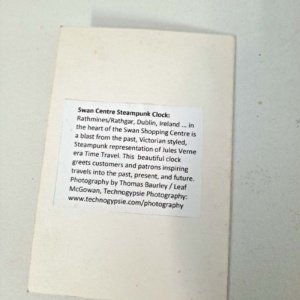 Swan Centre Steampunk Clock:
Rathmines/Rathgar, Dublin, Ireland ... in
the heart of the Swan Shopping Centre is
a blast from the past, Victorian styled,
Steampunk representation of Jules Verne
era Time Travel. This beautiful clock
greets customers and patrons inspiring
travels into the past, present, and future.
Photography by Thomas Baurley / Leaf
McGowan, Technogypsie Photography:
www.technogypsie.com/photography